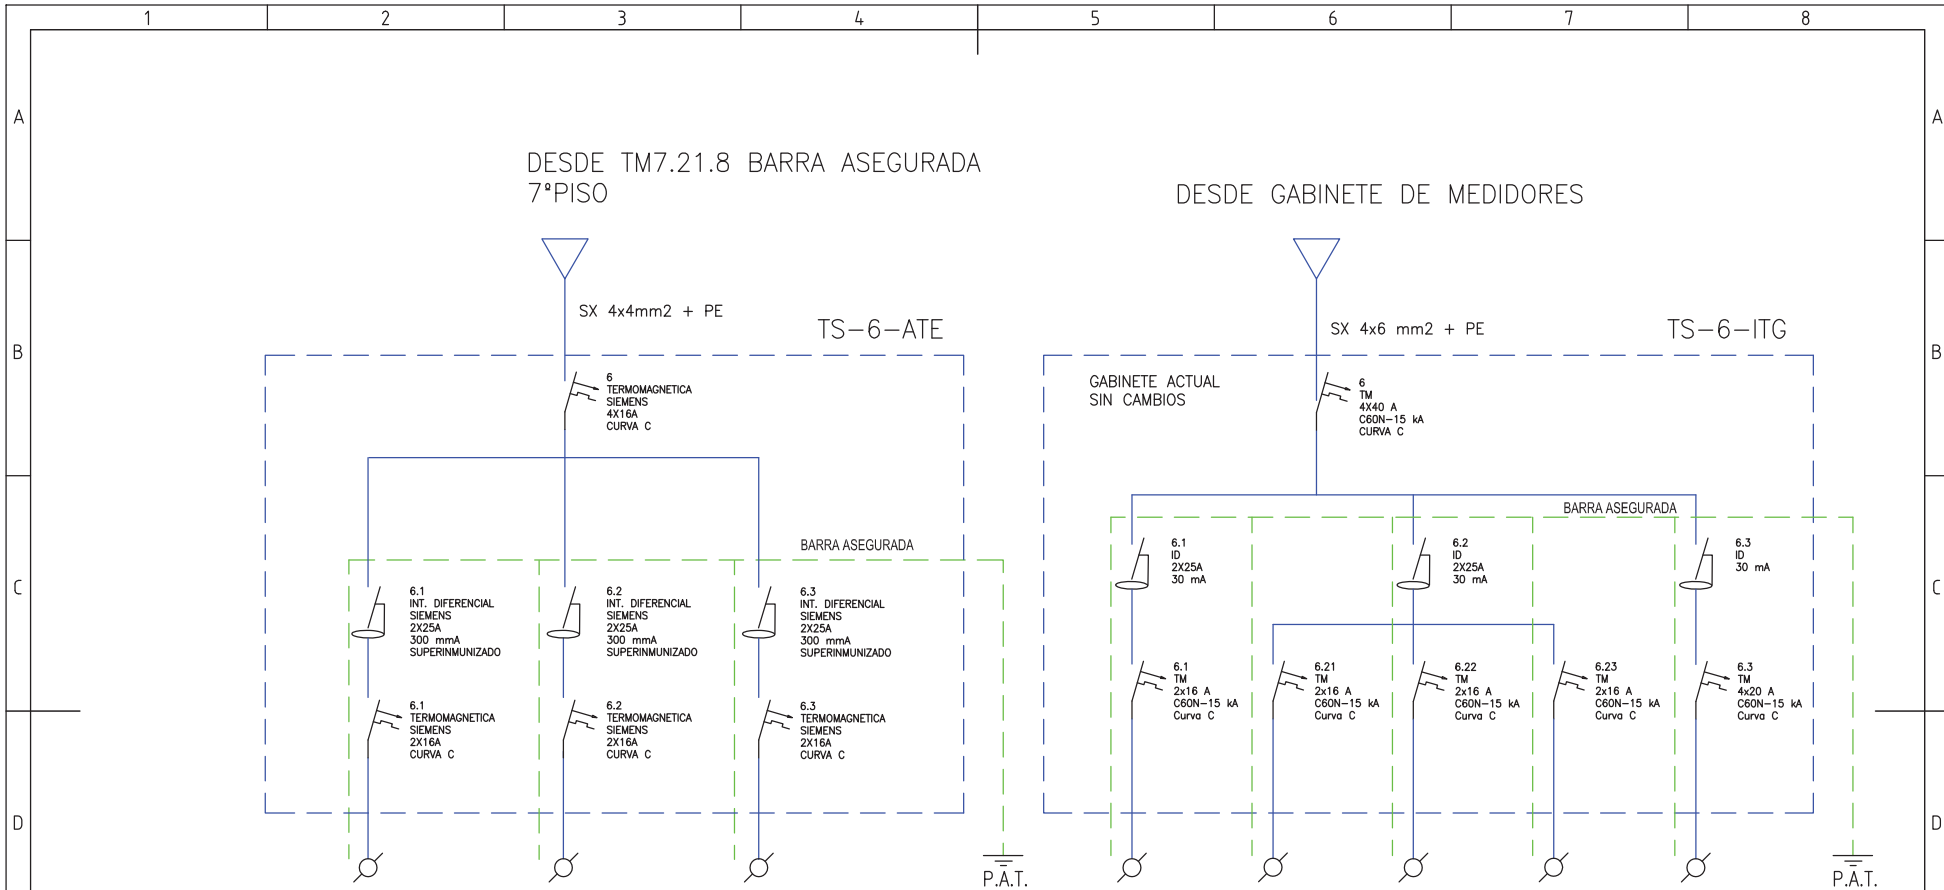 1 2 3 4 5 6 7 8
A A
DESDE TM7.21.8 BARRA ASEGURADA
7ºPISO
DESDE GABINETE DE MEDIDORES
SX 4x4mm2 + PE
TS-6-ATE
SX 4x6 mm2 + PE
TS-6-ITG
B B
6
TERMOMAGNETICA
SIEMENS
4X16A
CURVA C
GABINETE ACTUAL
SIN CAMBIOS
6
TM
4X40 A
C60N-15 kA
CURVA C
BARRA ASEGURADA
BARRA ASEGURADA
C C
6.1
INT. DIFERENCIAL
SIEMENS
2X25A
300 mmA
SUPERINMUNIZADO
6.2
INT. DIFERENCIAL
SIEMENS
2X25A
300 mmA
SUPERINMUNIZADO
6.3
INT. DIFERENCIAL
SIEMENS
2X25A
300 mmA
SUPERINMUNIZADO
6.1
ID
2X25A
30 mA
6.2
ID
2X25A
30 mA
6.3
ID
30 mA
6.1
TERMOMAGNETICA
SIEMENS
2X16A
CURVA C
6.2
TERMOMAGNETICA
SIEMENS
2X16A
CURVA C
6.3
TERMOMAGNETICA
SIEMENS
2X16A
CURVA C
6.1
TM
2x16 A
C60N-15 kA
Curva C
6.21
TM
2x16 A
C60N-15 kA
Curva C
6.22
TM
2x16 A
C60N-15 kA
Curva C
6.23
TM
2x16 A
C60N-15 kA
Curva C
6.3
TM
4x20 A
C60N-15 kA
Curva C
D D
P.A.T.
P.A.T.